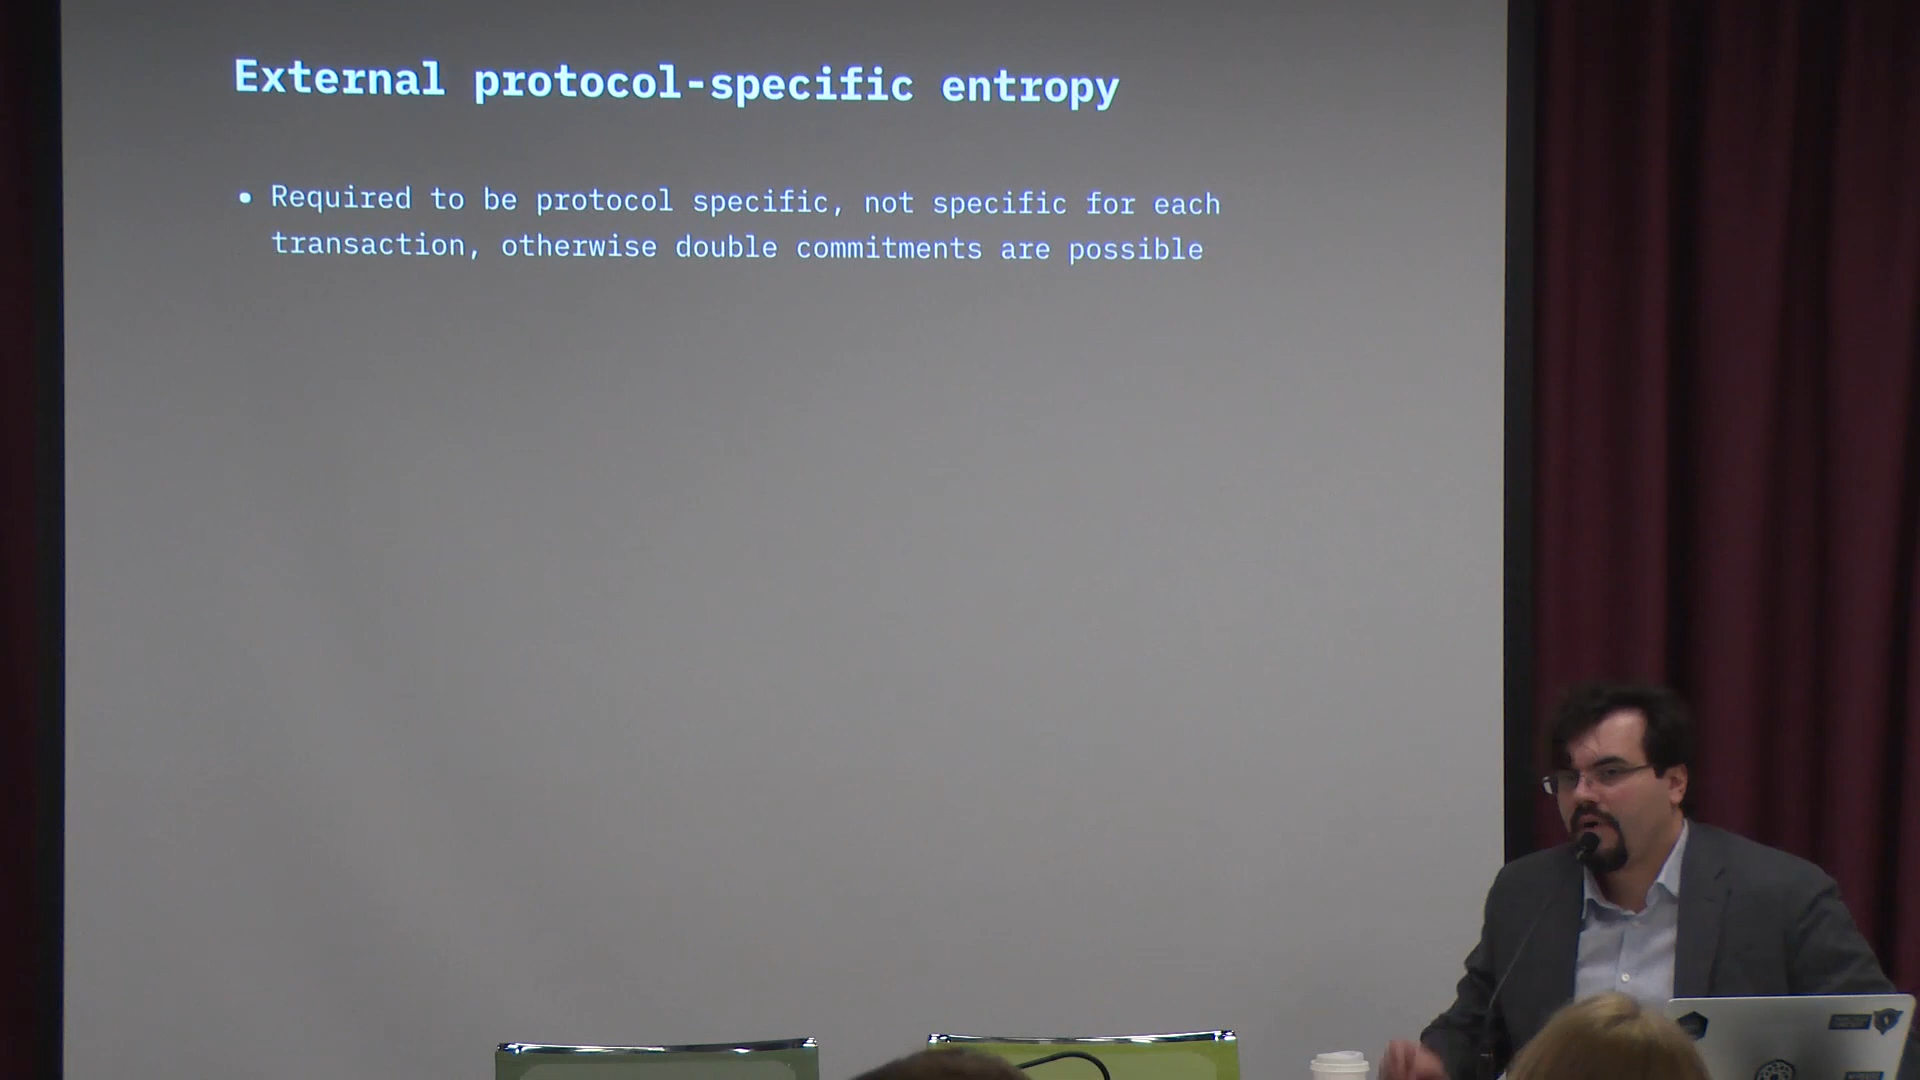 External protocol-specific entropy
• Required to be protocol specific, not specific for each
transaction, otherwise double commitments are possible